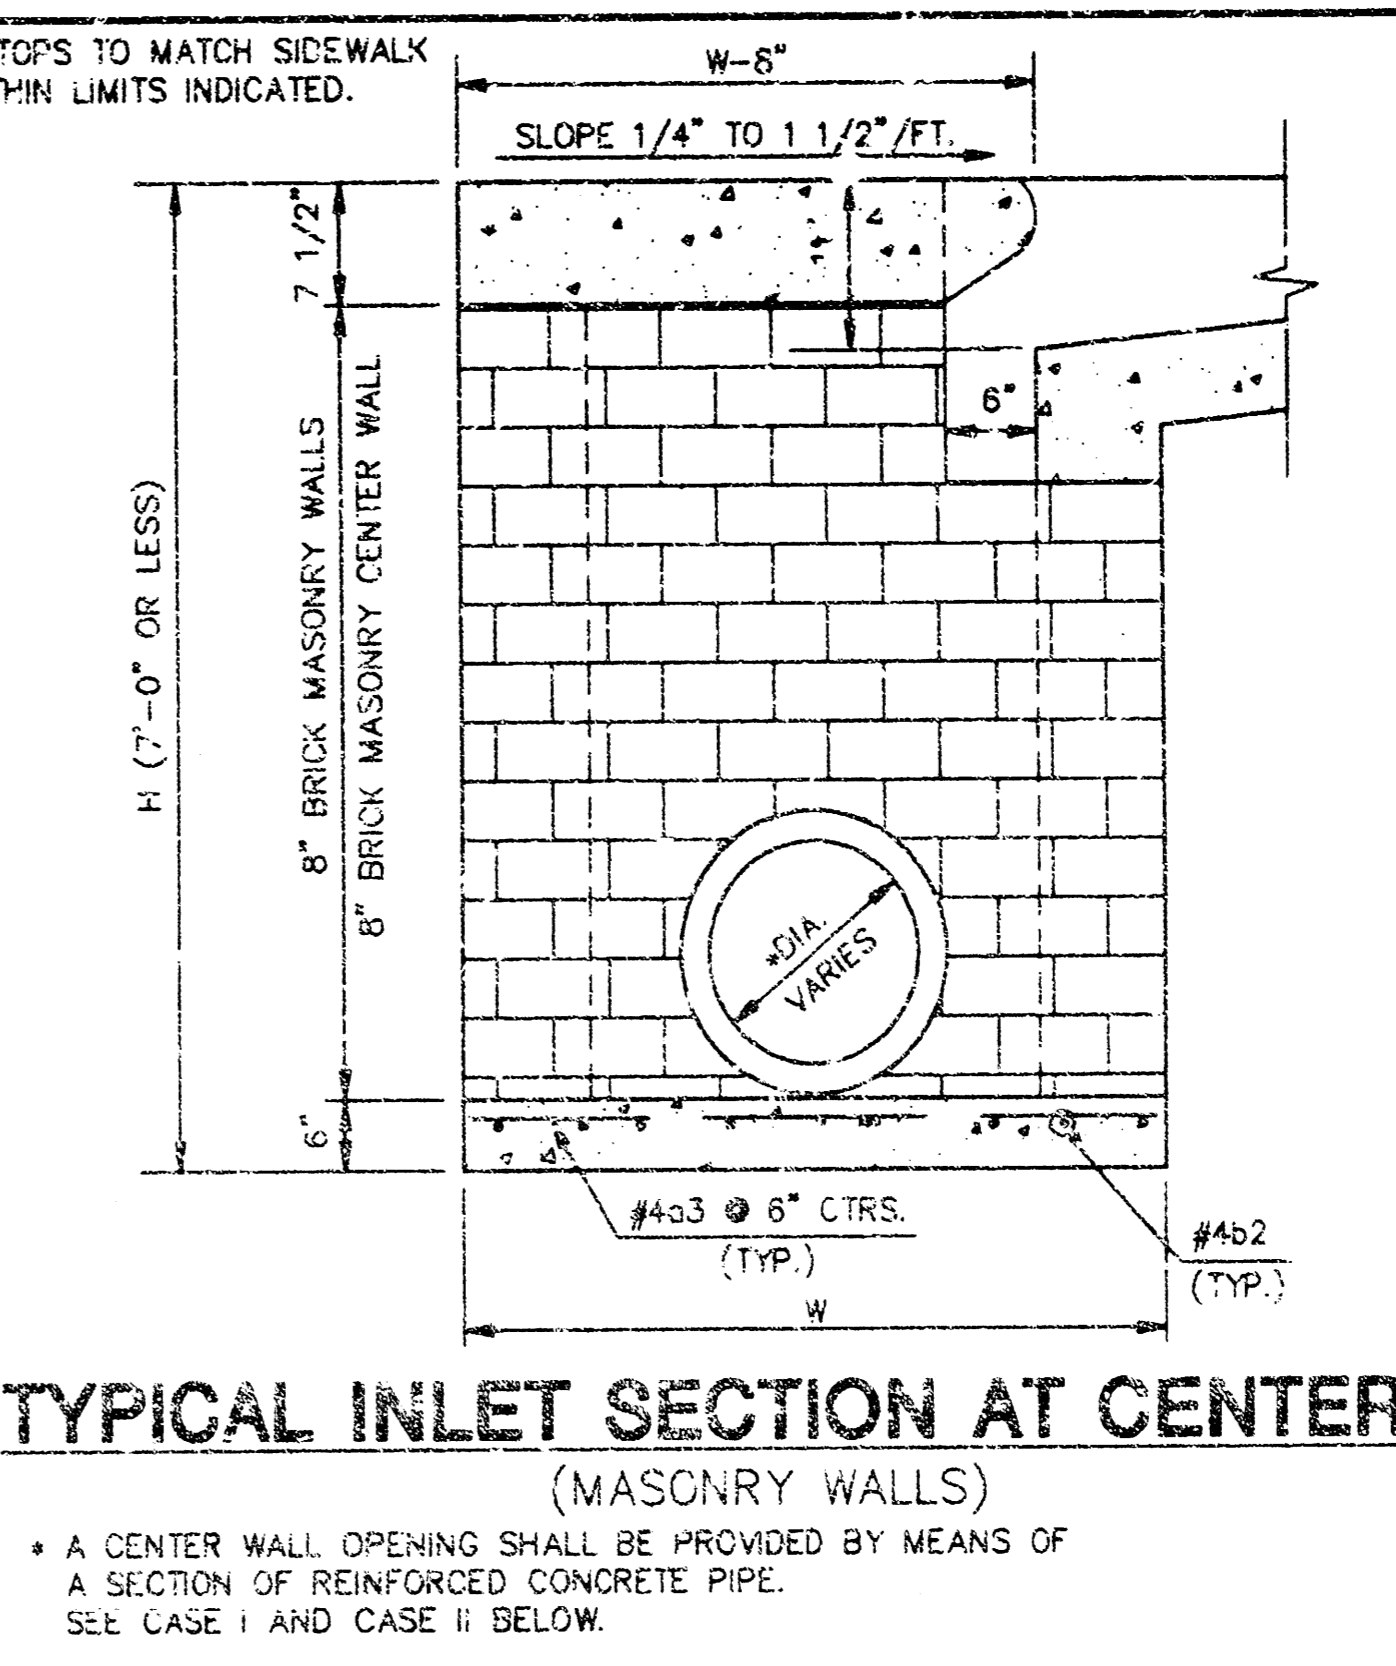 TOPS TO MATCH SIDEWALK
THIN LIMITS INDICATED.
W-8"
SLOPE 1/4" TO 1 1/2"/FT.
7 1/2"
6"
H (7'-0" OR LESS)
8" BRICK MASONRY WALLS
8" BRICK MASONRY CENTER WALL
*DIA.
VARIES
6"
#4a3 @ 6" CTRS.
(TYP.)
#4b2
(TYP.)
W
TYPICAL INLET SECTION AT CENTER
(MASONRY WALLS)
* A CENTER WALL OPENING SHALL BE PROVIDED BY MEANS OF
A SECTION OF REINFORCED CONCRETE PIPE.
SEE CASE I AND CASE II BELOW.